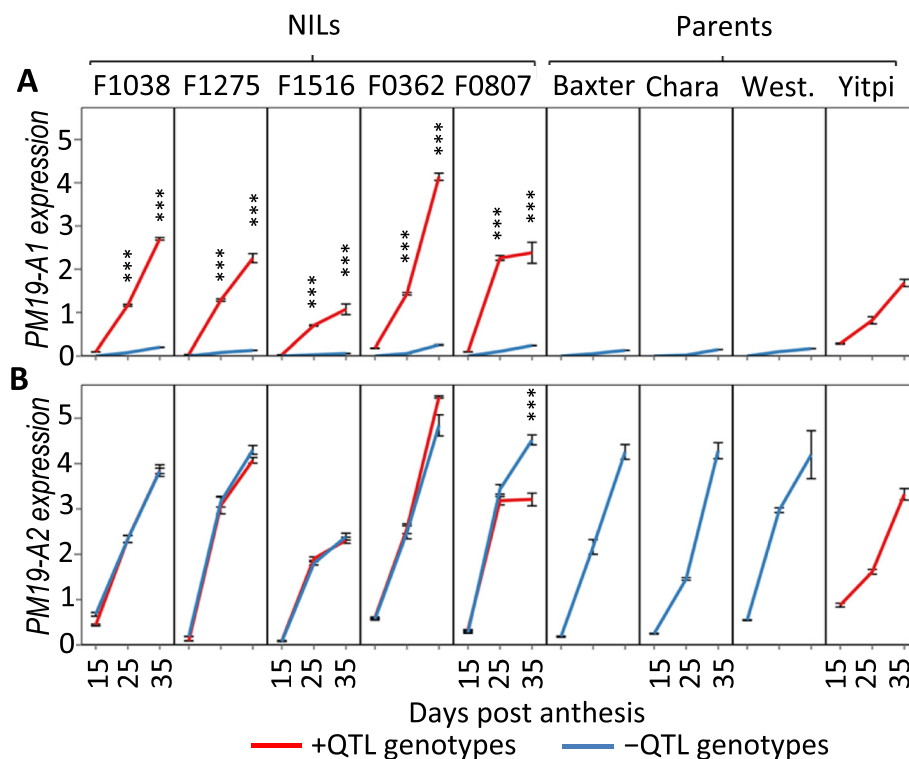 NILs Parents
A F1038 F1275 F1516 F0362 F0807 Baxter Chara West. Yitpi
PM19-A1 expression
5
4
3
2
1
0
*** *** *** *** *** *** *** *** *** ***
B
PM19-A2 expression
5
4
3
2
1
0
***
15 25 35 15 25 35 15 25 35 15 25 35 15 25 35
Days post anthesis
+QTL genotypes −QTL genotypes